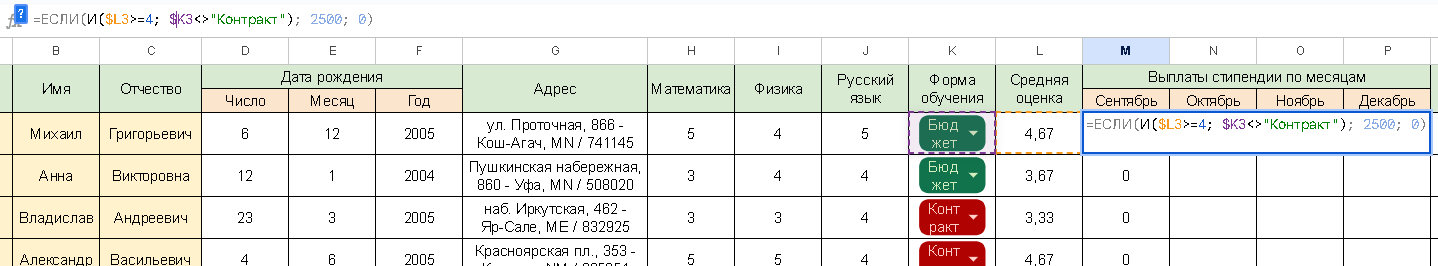 =ЕСЛИ(И($L3>=4; $K3<>"Контракт"); 2500; 0)
B C D E F G H I J K L M N O P
Имя Отчество Дата рождения Адрес Математика Физика Русский язык Форма обучения Средняя оценка Выплаты стипендии по месяцам
Число Месяц Год Сентябрь Октябрь Ноябрь Декабрь
Михаил Григорьевич 6 12 2005 ул. Проточная, 866 - Кош-Агач, MN / 741145 5 4 5 Бюджет 4,67 =ЕСЛИ(И($L3>=4; $K3<>"Контракт"); 2500; 0)
Анна Викторовна 12 1 2004 Пушкинская набережная, 860 - Уфа, MN / 508020 3 4 4 Бюджет 3,67 0
Владислав Андреевич 23 3 2005 наб. Иркутская, 462 - Яр-Сале, ME / 832925 3 3 4 Контракт 3,33 0
Александр Васильевич 4 6 2005 Красноярская пл., 353 - 5 5 4 Конт 4,67 0